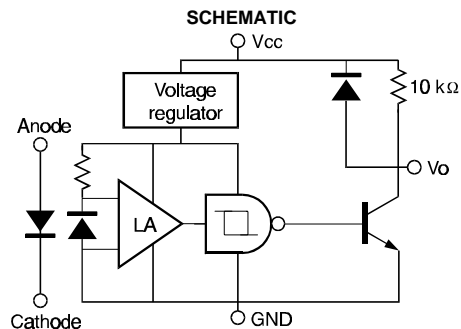 SCHEMATIC
Vcc
Voltage
regulator
10 kΩ
Anode
Vo
LA
Cathode
GND